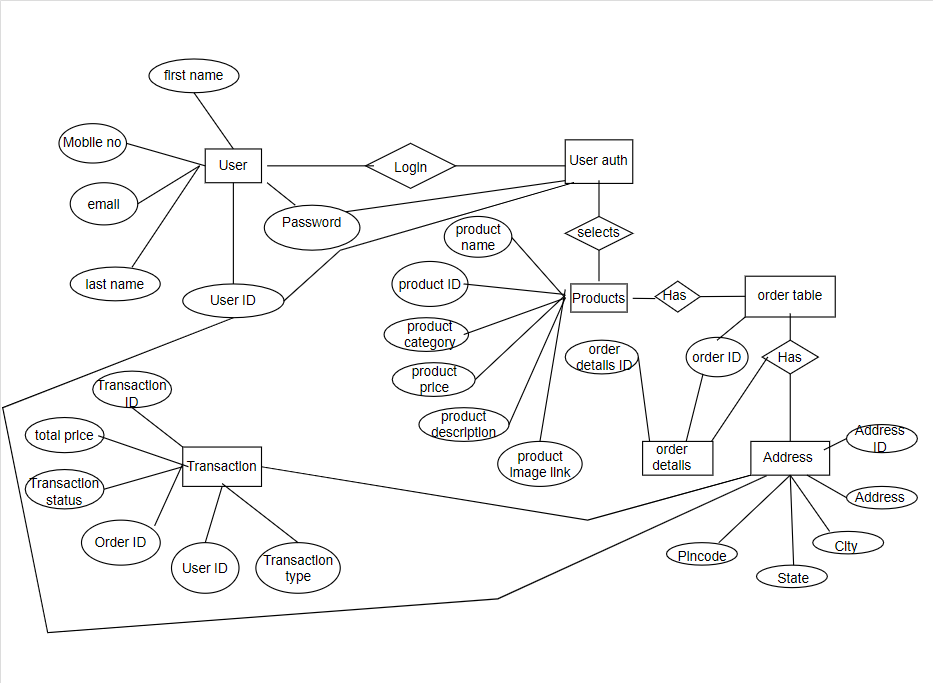 first name
Mobile no
User
LogIn
User auth
email
Password
last name
User ID
selects
product
name
product ID
Products
Has
order table
product
category
order
details ID
order ID
Has
product
price
product
description
product
image link
order
details
Address
Address
ID
Address
Pincode
City
State
Transaction
ID
total price
Transaction
Transaction
status
Order ID
User ID
Transaction
type